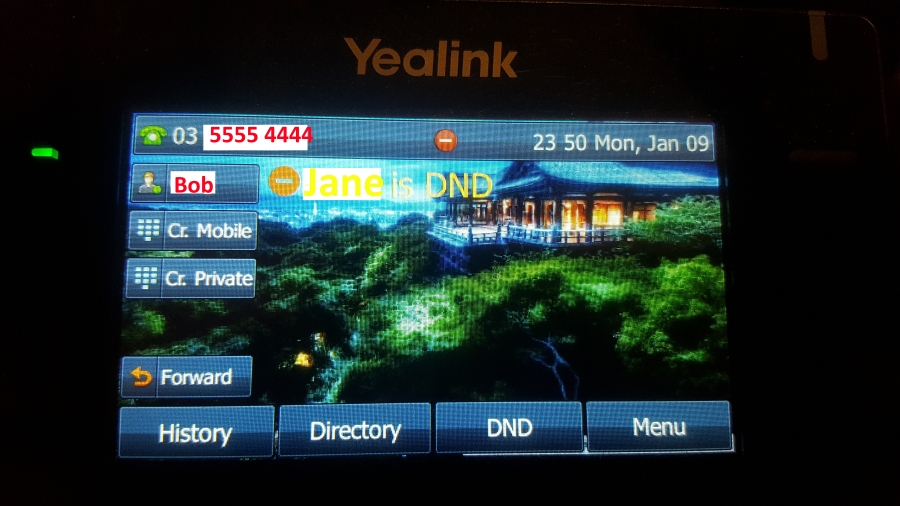 Yealink
03 5555 4444 23 50 Mon, Jan 09
Bob
Jane is DND
Cr. Mobile
Cr. Private
Forward
History Directory DND Menu